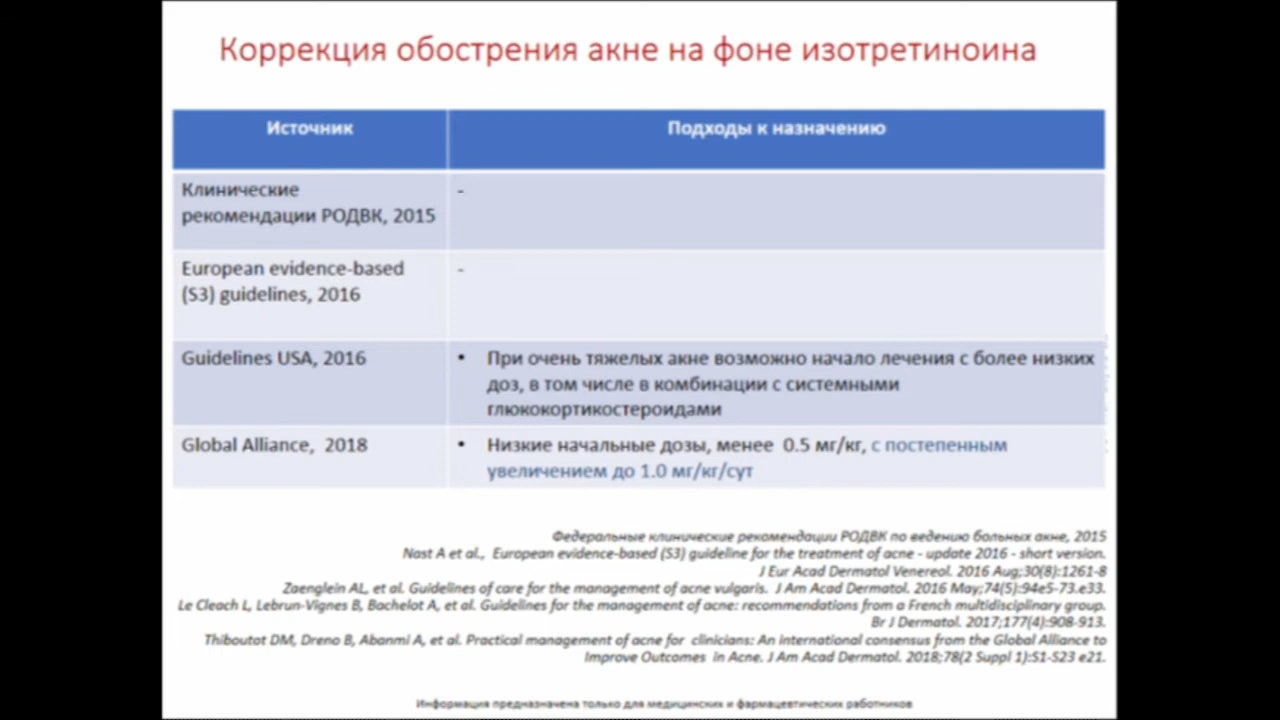 Коррекция обострения акне на фоне изотретиноина
Источник
Подходы к назначению
Клинические
рекомендации РОДВК, 2015
-
European evidence-based
(S3) guidelines, 2016
-
Guidelines USA, 2016
• При очень тяжелых акне возможно начало лечения с более низких
доз, в том числе в комбинации с системными
глюкокортикостероидами
Global Alliance, 2018
• Низкие начальные дозы, менее 0.5 мг/кг, с постепенным
увеличением до 1.0 мг/кг/сут
Федеральные клинические рекомендации РОДВК по ведению больных акне, 2015
Nast A et al., European evidence-based (S3) guideline for the treatment of acne - update 2016 - short version.
J Eur Acad Dermatol Venereol. 2016 Aug;30(8):1261-8
Zaenglein AL, et al. Guidelines of care for the management of acne vulgaris. J Am Acad Dermatol. 2016 May;74(5):94e5-73.e33.
Le Cleach L, Lebrun-Vignes B, Bachelot A, et al. Guidelines for the management of acne: recommendations from a French multidisciplinary group.
Br J Dermatol. 2017;177(4):908-913.
Thiboutot DM, Dreno B, Abanmi A, et al. Practical management of acne for clinicians: An international consensus from the Global Alliance to
Improve Outcomes in Acne. J Am Acad Dermatol. 2018;78(2 Suppl 1):S1-S23 e21.
Информация предназначена только для медицинских и фармацевтических работников